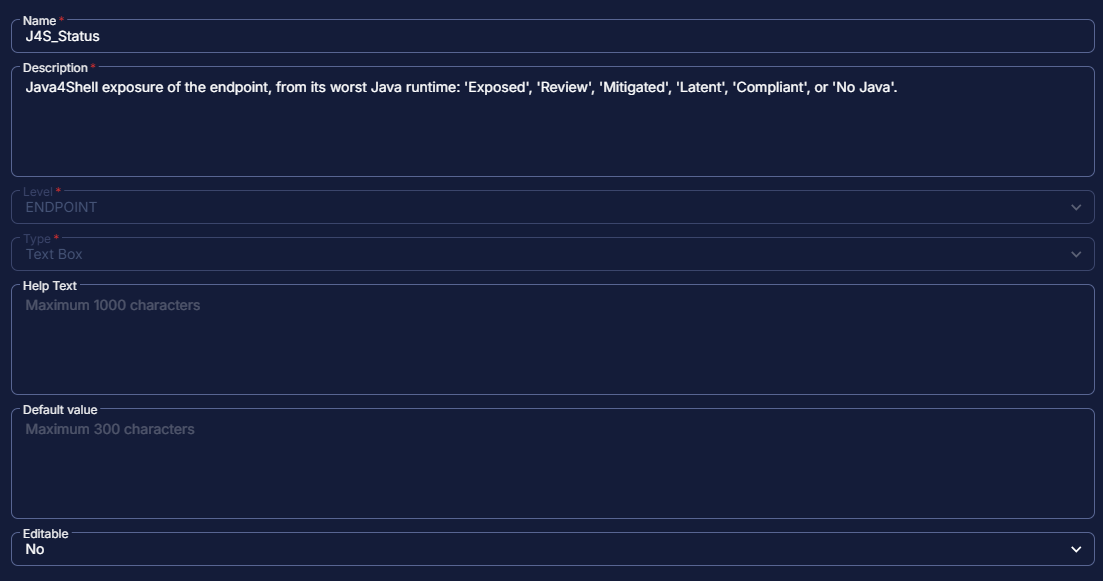 Name *
J4S_Status
Description *
Java4Shell exposure of the endpoint, from its worst Java runtime: 'Exposed', 'Review', 'Mitigated', 'Latent', 'Compliant', or 'No Java'.
Level *
ENDPOINT
Type *
Text Box
Help Text
Maximum 1000 characters
Default value
Maximum 300 characters
Editable
No